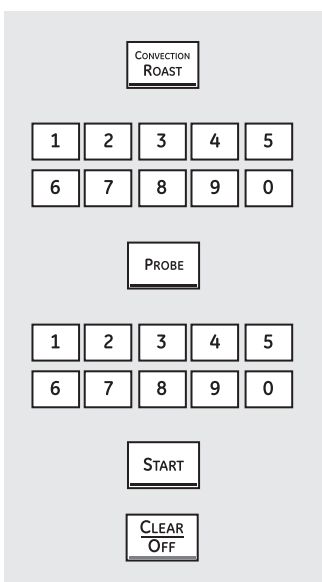 CONVECTION
ROAST
1 2 3 4 5
6 7 8 9 0
PROBE
1 2 3 4 5
6 7 8 9 0
START
CLEAR
OFF